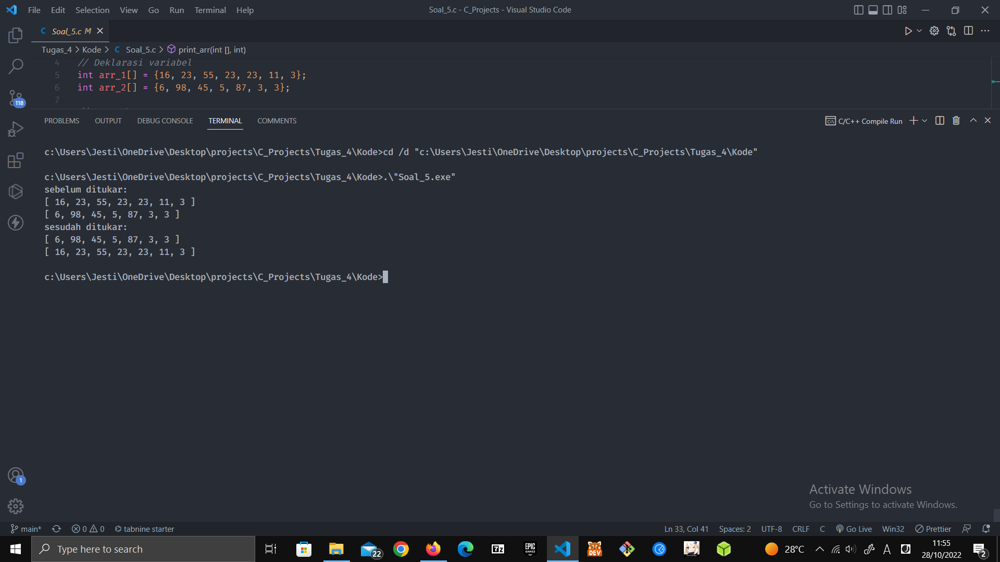 File Edit Selection View Go Run Terminal Help Soal_5.c - C_Projects - Visual Studio Code
C Soal_5.c M
Tugas_4 > Kode > C Soal_5.c > print_arr(int [], int)
4 // Deklarasi variabel
5 int arr_1[] = {16, 23, 55, 23, 23, 11, 3};
6 int arr_2[] = {6, 98, 45, 5, 87, 3, 3};
7
118
PROBLEMS OUTPUT DEBUG CONSOLE TERMINAL COMMENTS C/C++ Compile Run
c:\Users\Jesti\OneDrive\Desktop\projects\C_Projects\Tugas_4\Kode>cd /d "c:\Users\Jesti\OneDrive\Desktop\projects\C_Projects\Tugas_4\Kode"
c:\Users\Jesti\OneDrive\Desktop\projects\C_Projects\Tugas_4\Kode>.\"Soal_5.exe"
sebelum ditukar:
[ 16, 23, 55, 23, 23, 11, 3 ]
[ 6, 98, 45, 5, 87, 3, 3 ]
sesudah ditukar:
[ 6, 98, 45, 5, 87, 3, 3 ]
[ 16, 23, 55, 23, 23, 11, 3 ]
c:\Users\Jesti\OneDrive\Desktop\projects\C_Projects\Tugas_4\Kode>
1
Activate Windows
Go to Settings to activate Windows.
main* 0 0 tabnine starter Ln 33, Col 41 Spaces: 2 UTF-8 CRLF C Go Live Win32 Prettier
Type here to search 22 7z EPIC GAMES DEV 28°C A 11:55
28/10/2022 2